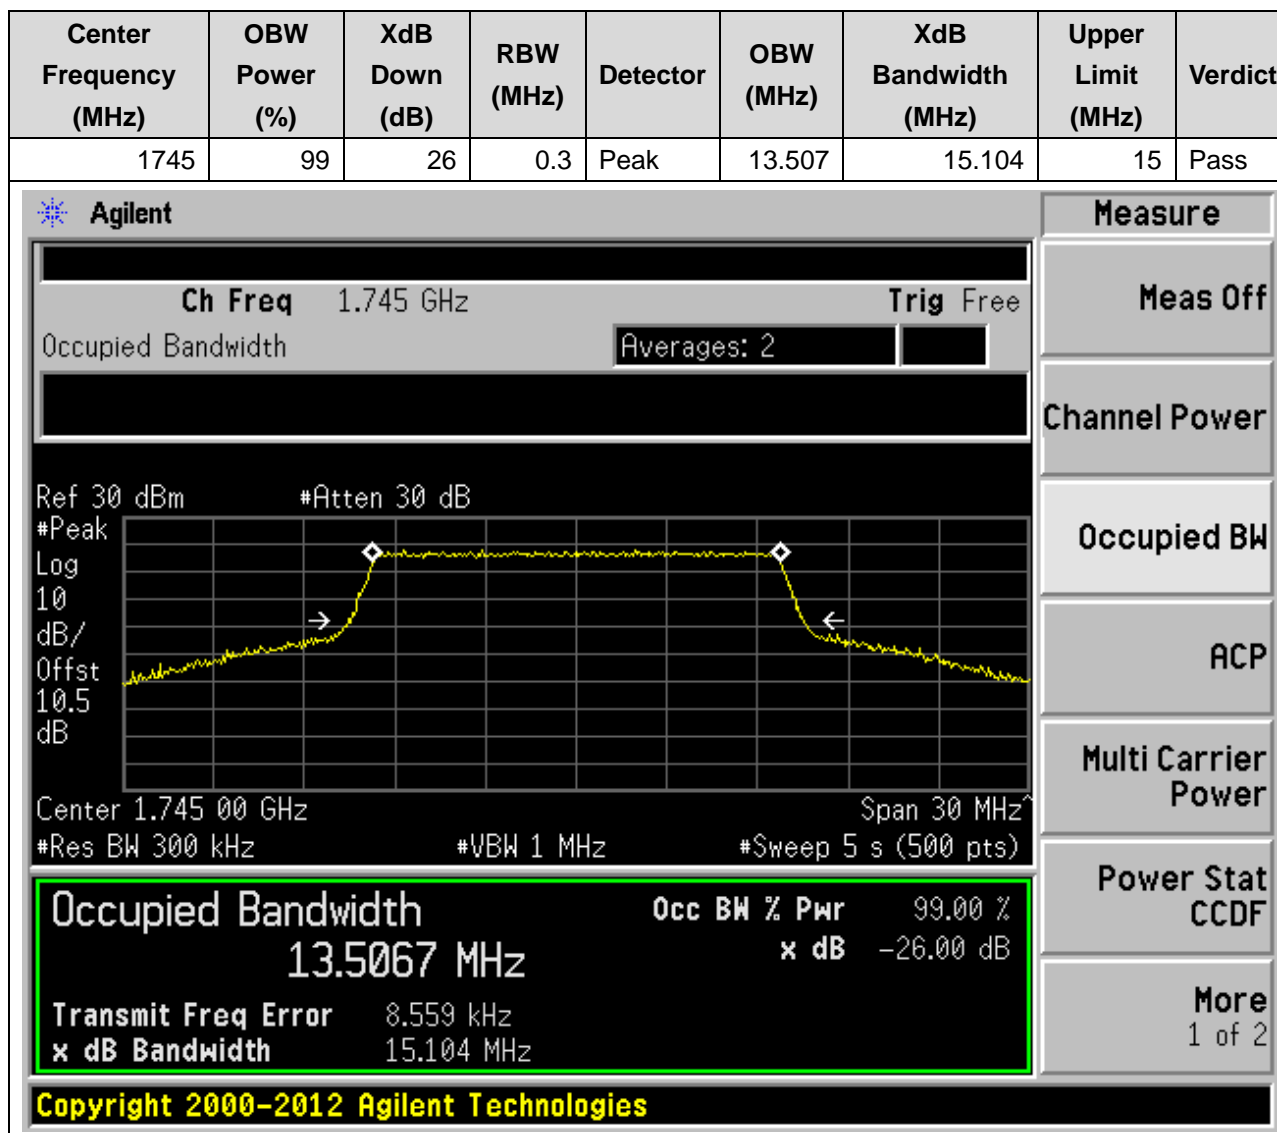 Center Frequency (MHz) OBW Power (%) XdB Down (dB) RBW (MHz) Detector OBW (MHz) XdB Bandwidth (MHz) Upper Limit (MHz) Verdict
1745 99 26 0.3 Peak 13.507 15.104 15 Pass
Agilent
Measure
Ch Freq 1.745 GHz Trig Free
Meas Off
Occupied Bandwidth Averages: 2
Channel Power
Ref 30 dBm #Atten 30 dB
#Peak
Log
10
dB/
Offst
10.5
dB
Occupied BW
ACP
Multi Carrier
Power
Center 1.745 00 GHz Span 30 MHz^
#Res BW 300 kHz #VBW 1 MHz #Sweep 5 s (500 pts)
Power Stat
CCDF
Occupied Bandwidth Occ BW % Pwr 99.00 %
13.5067 MHz x dB -26.00 dB
Transmit Freq Error 8.559 kHz
x dB Bandwidth 15.104 MHz
More
1 of 2
Copyright 2000-2012 Agilent Technologies